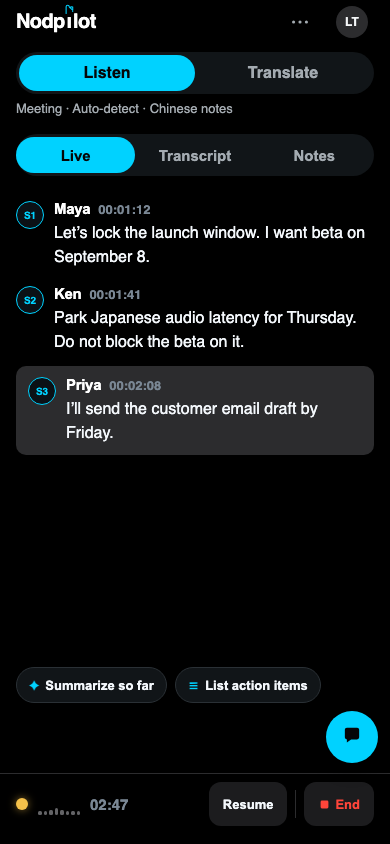 Nodpilot
LT
Listen
Translate
Meeting · Auto-detect · Chinese notes
Live
Transcript
Notes
S1
Maya 00:01:12
Let’s lock the launch window. I want beta on
September 8.
S2
Ken 00:01:41
Park Japanese audio latency for Thursday.
Do not block the beta on it.
S3
Priya 00:02:08
I’ll send the customer email draft by
Friday.
Summarize so far
List action items
02:47
Resume
End